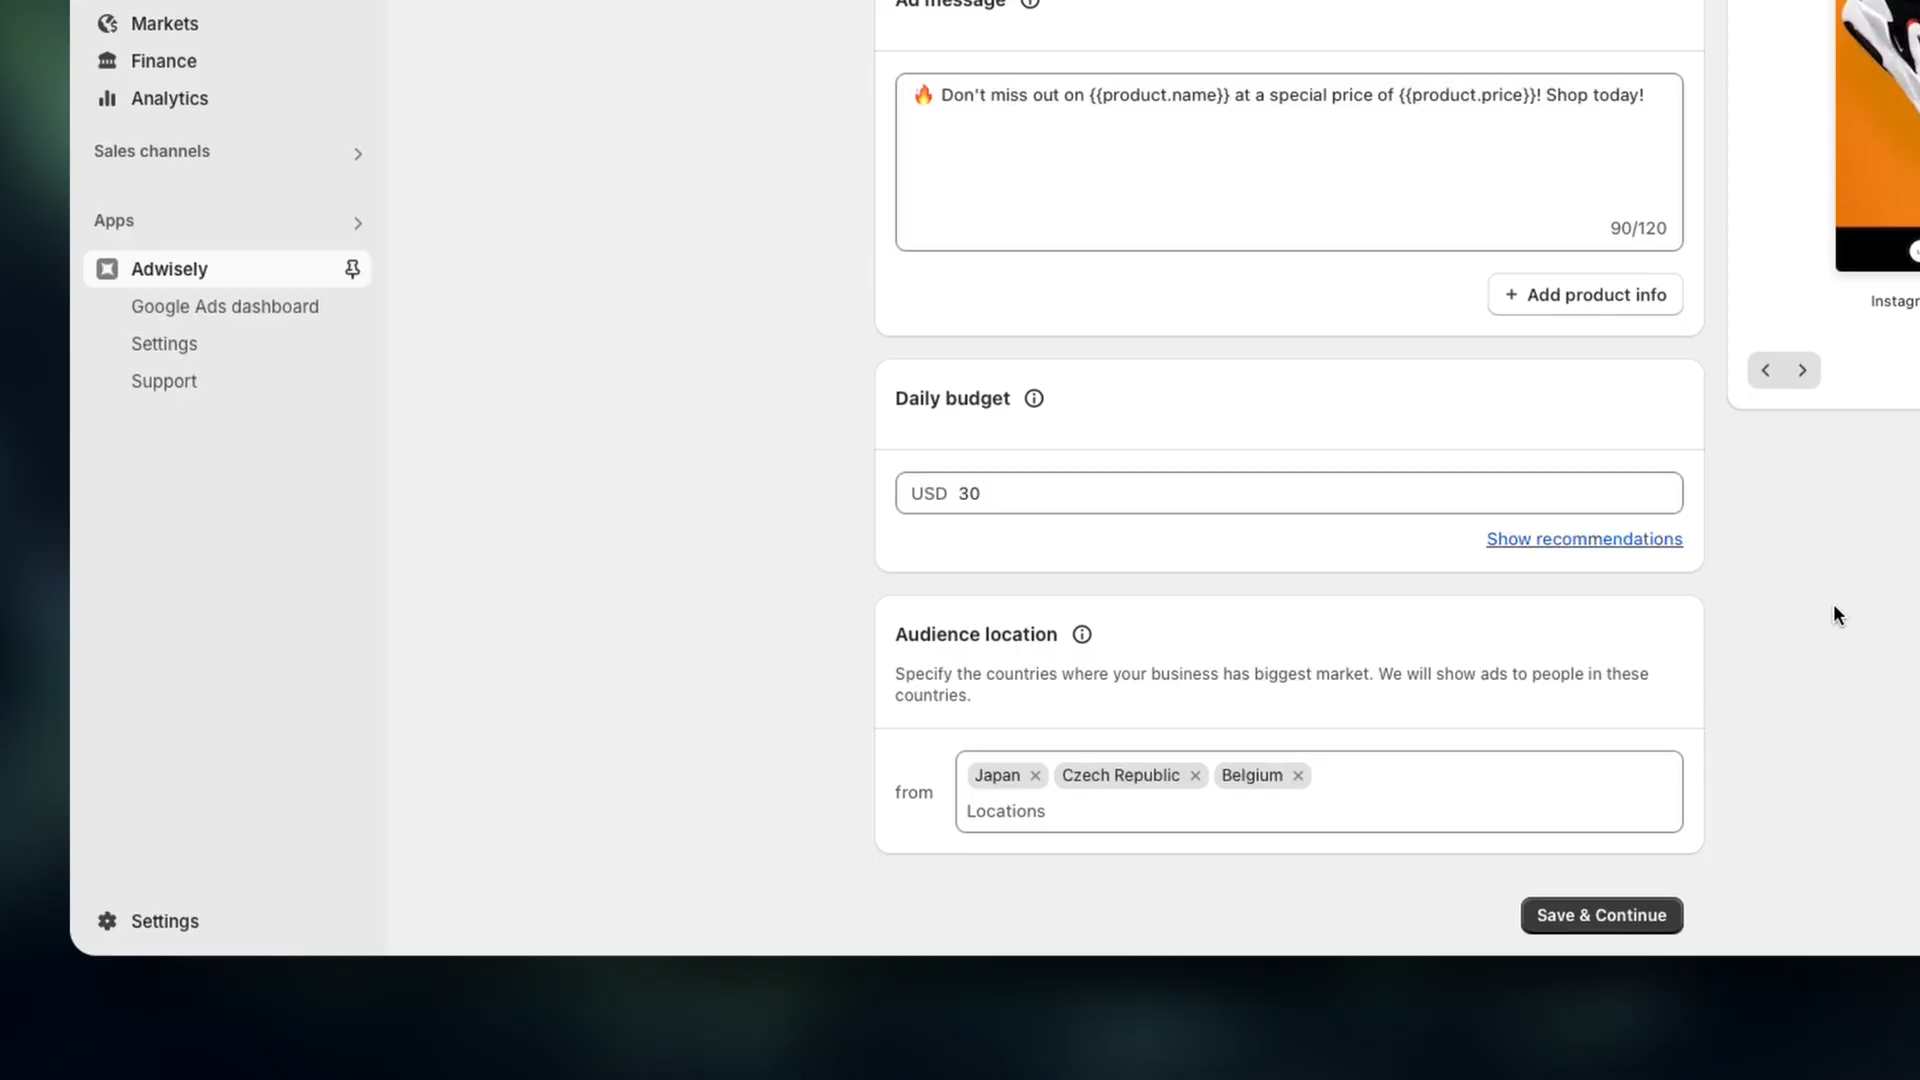 Markets
Finance
Analytics
Sales channels
Apps
Adwisely
Google Ads dashboard
Settings
Support
Settings
Ad message
🔥 Don't miss out on {{product.name}} at a special price of {{product.price}}! Shop today!
90/120
+ Add product info
Daily budget
USD 30
Show recommendations
Audience location
Specify the countries where your business has biggest market. We will show ads to people in these
countries.
from
Japan × Czech Republic × Belgium ×
Locations
Save & Continue
Instagr